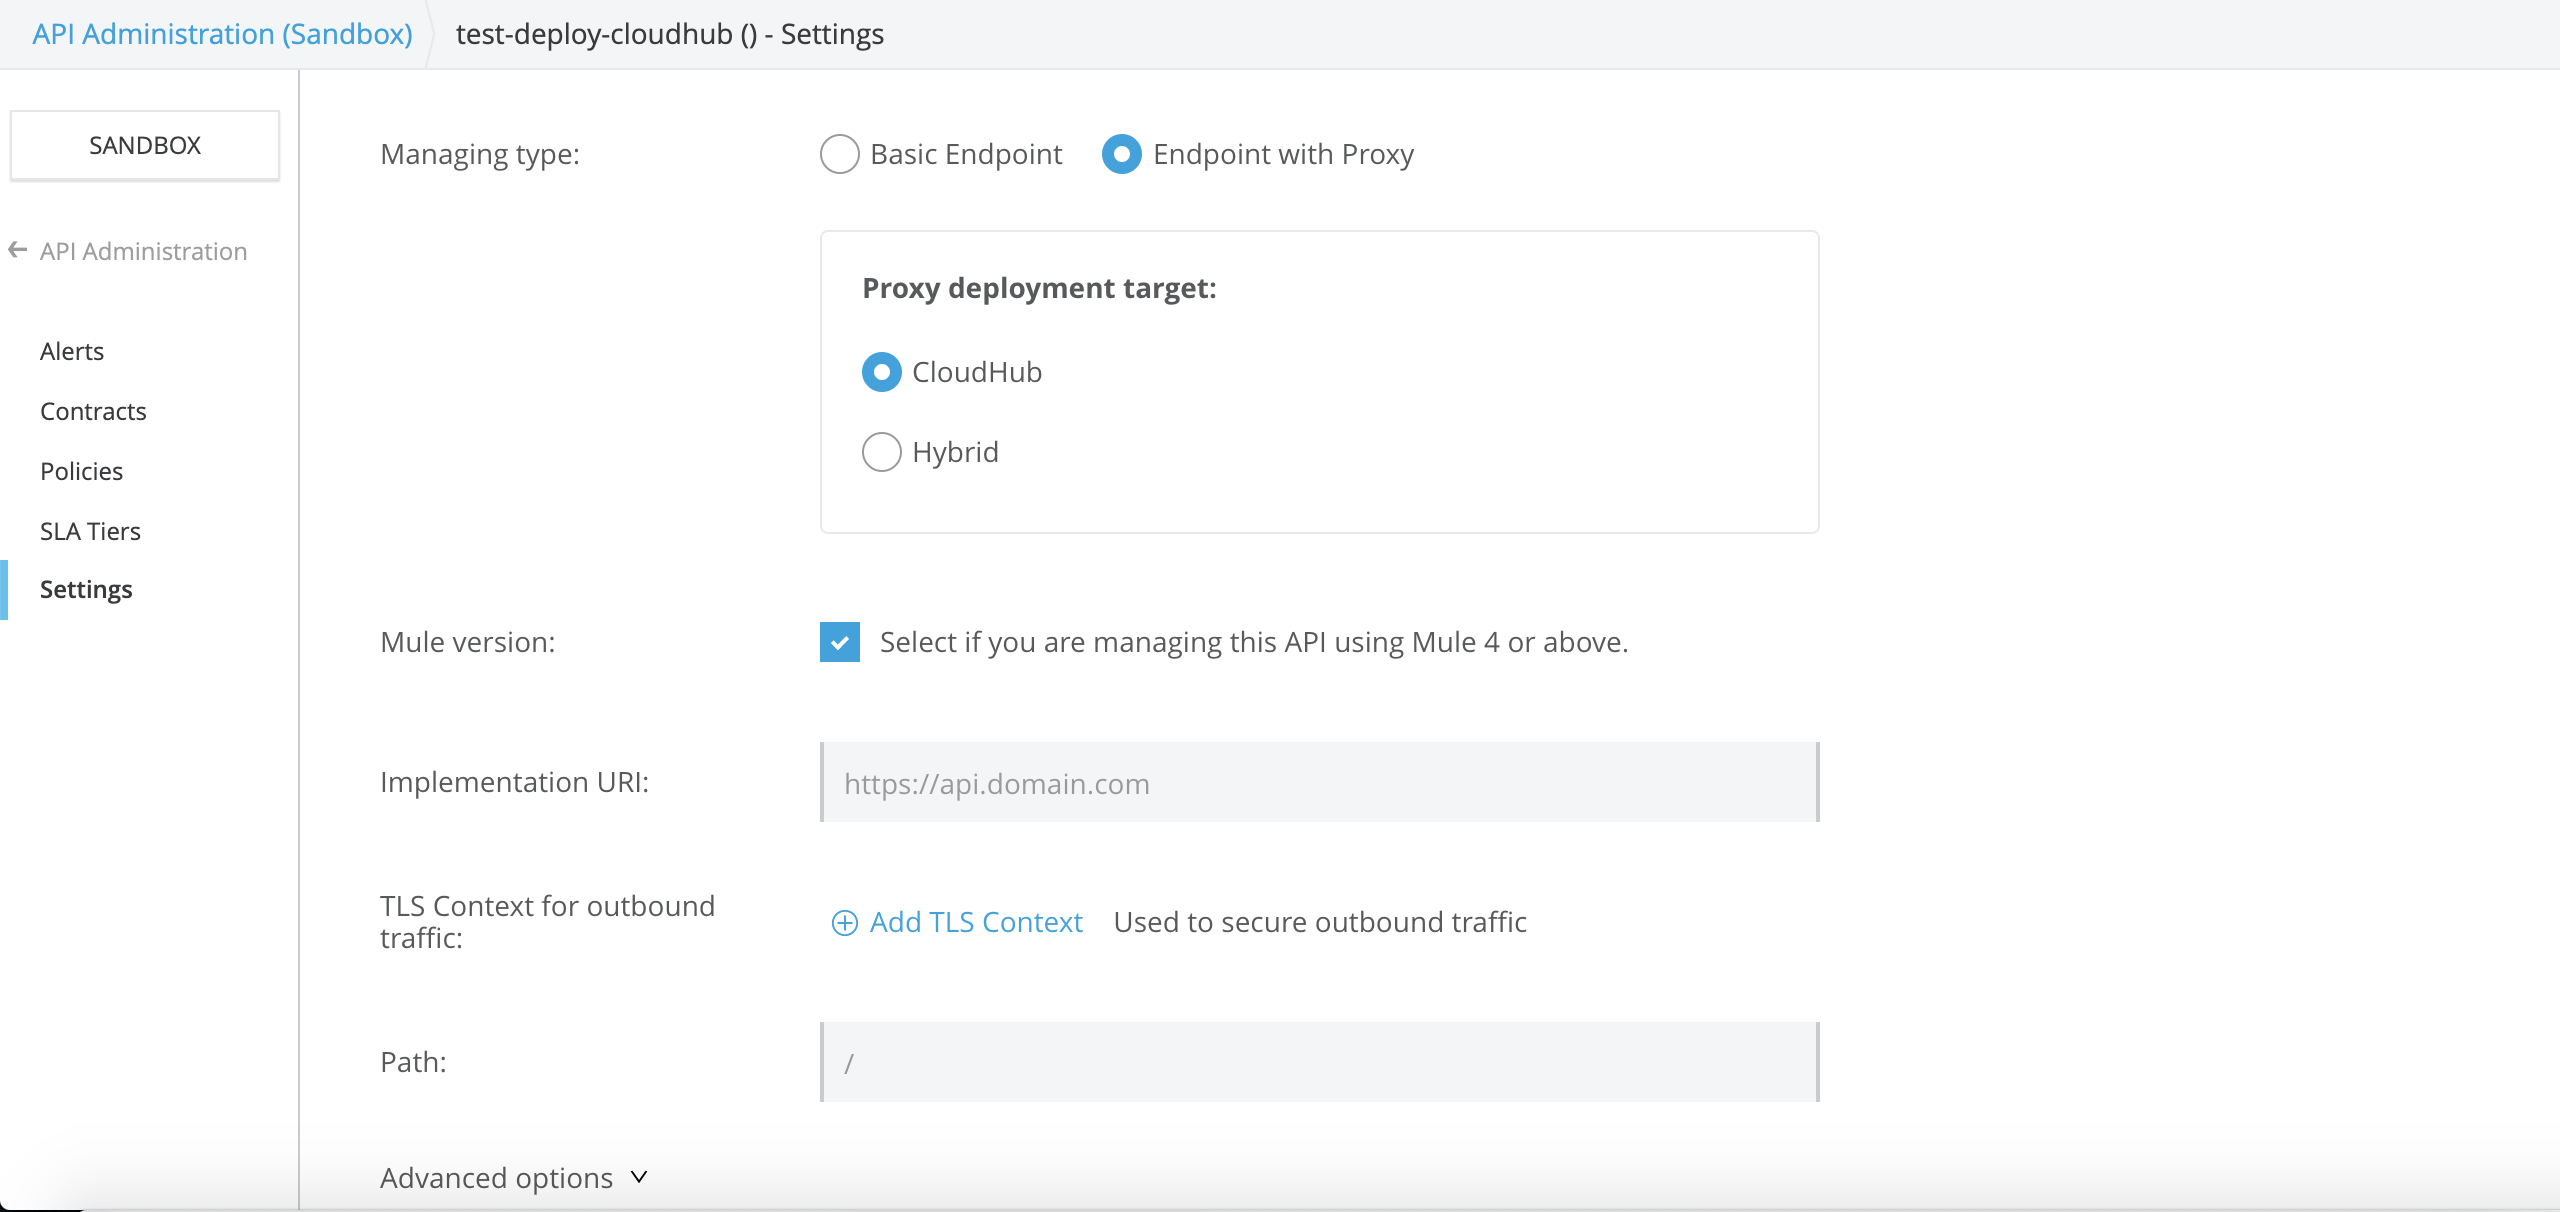 API Administration (Sandbox)
test-deploy-cloudhub () - Settings
SANDBOX
API Administration
Alerts
Contracts
Policies
SLA Tiers
Settings
Managing type:
Basic Endpoint
Endpoint with Proxy
Proxy deployment target:
CloudHub
Hybrid
Mule version:
Select if you are managing this API using Mule 4 or above.
Implementation URI:
https://api.domain.com
TLS Context for outbound
traffic:
Add TLS Context
Used to secure outbound traffic
Path:
/
Advanced options